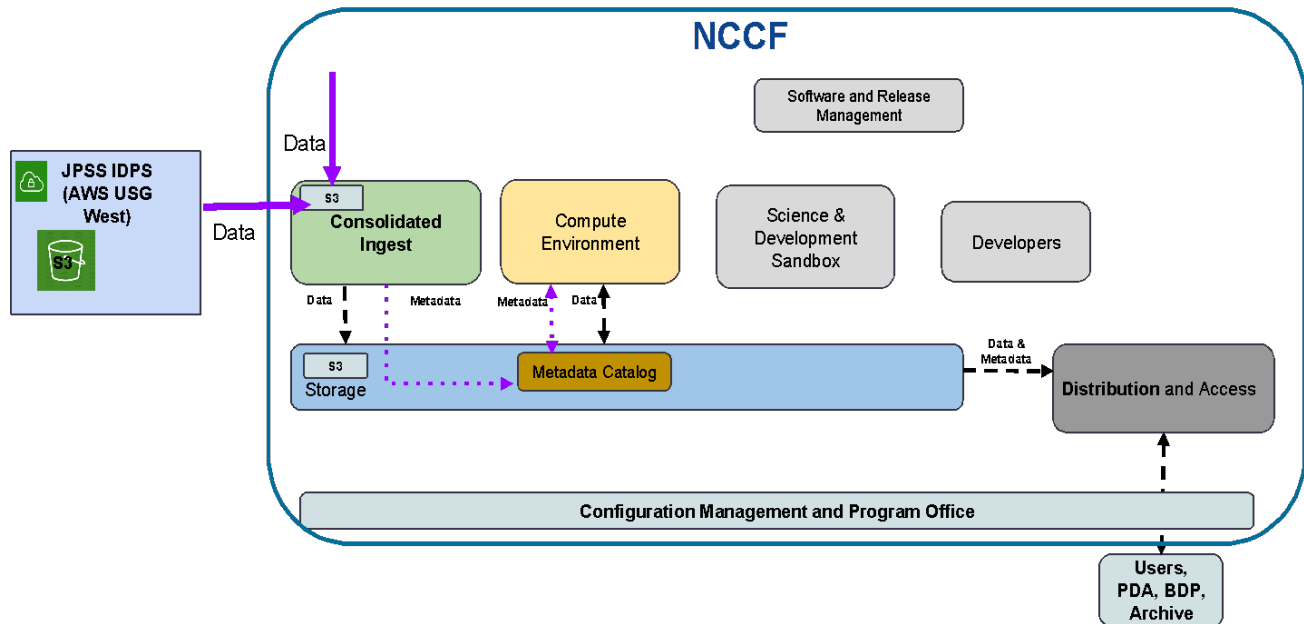 NCCF
Software and Release
Management
Data
JPSS IDPS
(AWS USG
West)
S3
Data
S3
Consolidated
Ingest
Compute
Environment
Science &
Development
Sandbox
Developers
Data
Metadata
Metadata
Data
S3
Storage
Metadata Catalog
Data &
Metadata
Distribution and Access
Configuration Management and Program Office
Users,
PDA, BDP,
Archive